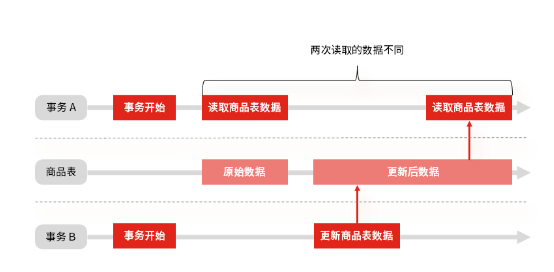 两次读取的数据不同
事务 A
事务开始
读取商品表数据
读取商品表数据
商品表
原始数据
更新后数据
事务 B
事务开始
更新商品表数据